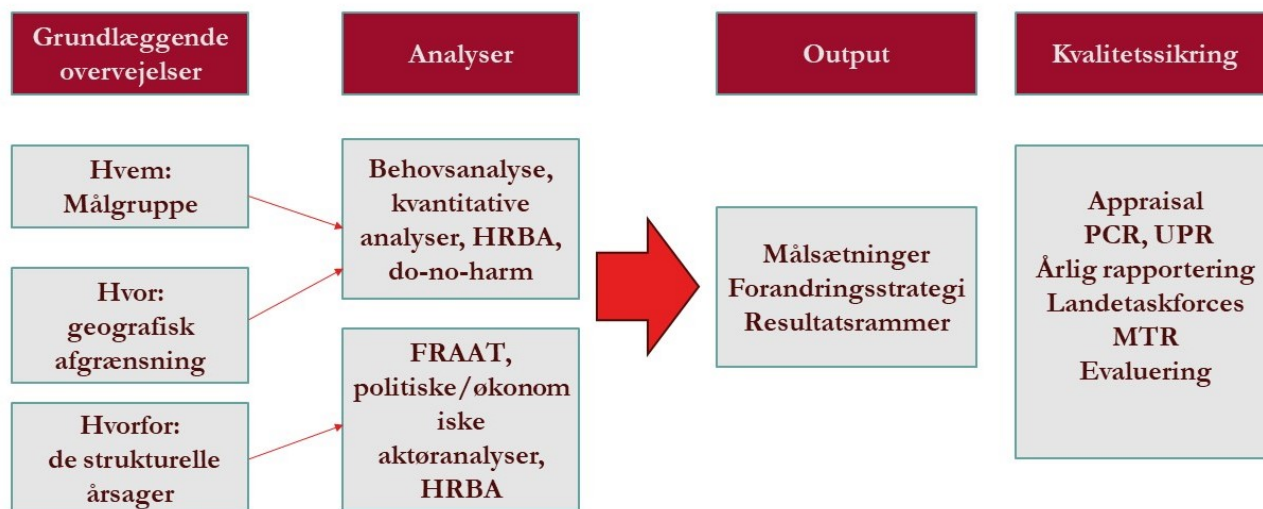 Grundlæggende
overvejelser
Analyser
Output
Kvalitetssikring
Hvem:
Målgruppe
Hvor:
geografisk
afgrænsning
Hvorfor:
de strukturelle
årsager
Behovsanalyse,
kvantitative
analyser, HRBA,
do-no-harm
FRAAT,
politiske/økonom
iske
aktøranalyser,
HRBA
Målsætninger
Forandringsstrategi
Resultatsrammer
Appraisal
PCR, UPR
Årlig rapportering
Landetaskforces
MTR
Evaluering